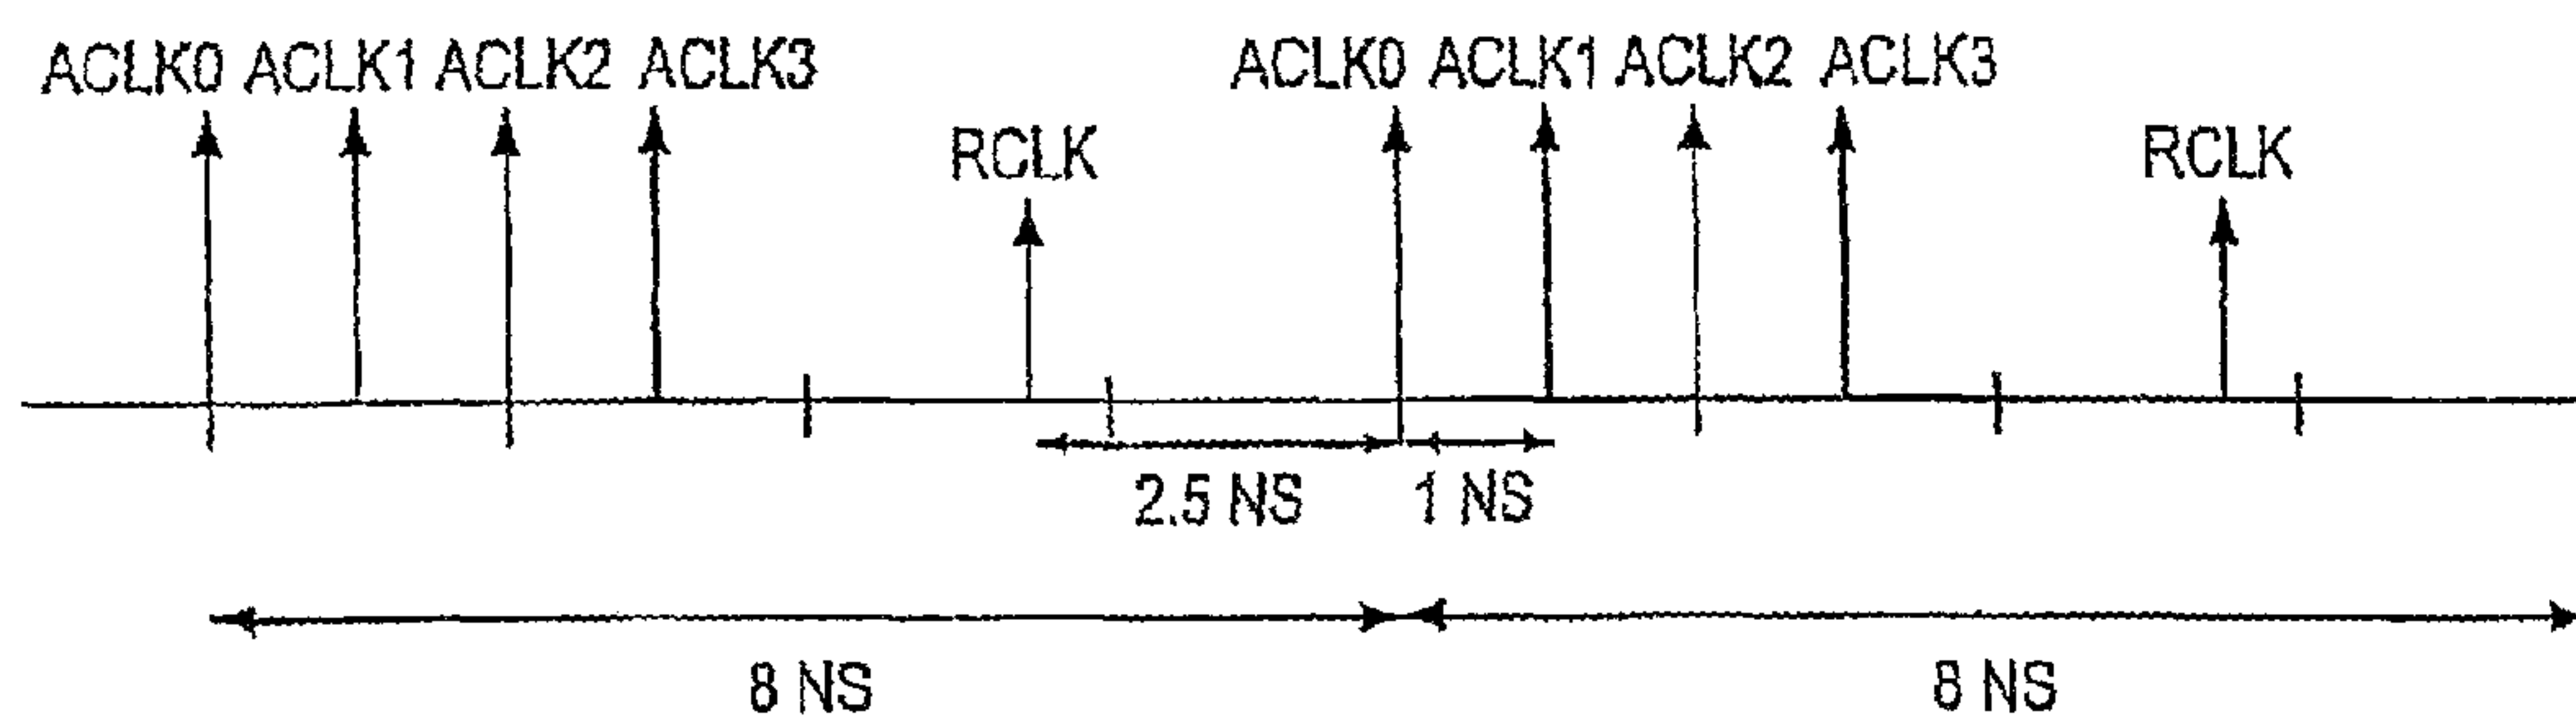 ACLK0 ACLK1 ACLK2 ACLK3 ACLK0 ACLK1 ACLK2 ACLK3
RCLK RCLK
2.5 NS 1 NS
8 NS 8 NS